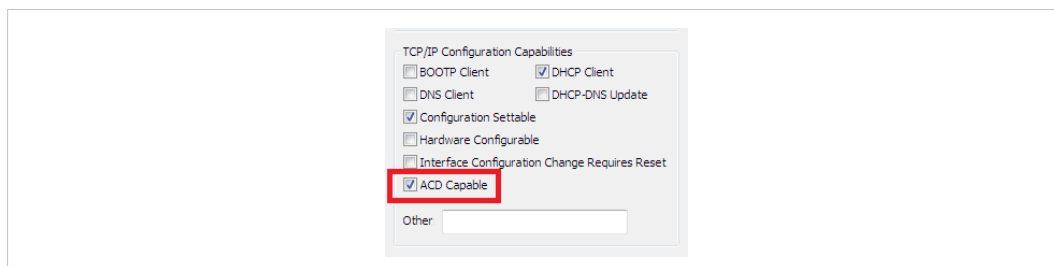 TCP/IP Configuration Capabilities
BOOTP Client DHCP Client
DNS Client DHCP-DNS Update
Configuration Settable
Hardware Configurable
Interface Configuration Change Requires Reset
ACD Capable
Other